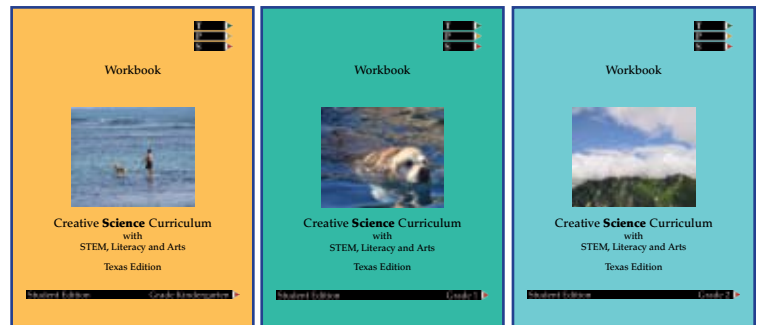 T
P
S
Workbook
Creative Science Curriculum
with
STEM, Literacy and Arts
Texas Edition
Student Edition Grade Kindergarten
T
P
S
Workbook
Creative Science Curriculum
with
STEM, Literacy and Arts
Texas Edition
Student Edition Grade 1
T
P
S
Workbook
Creative Science Curriculum
with
STEM, Literacy and Arts
Texas Edition
Student Edition Grade 2